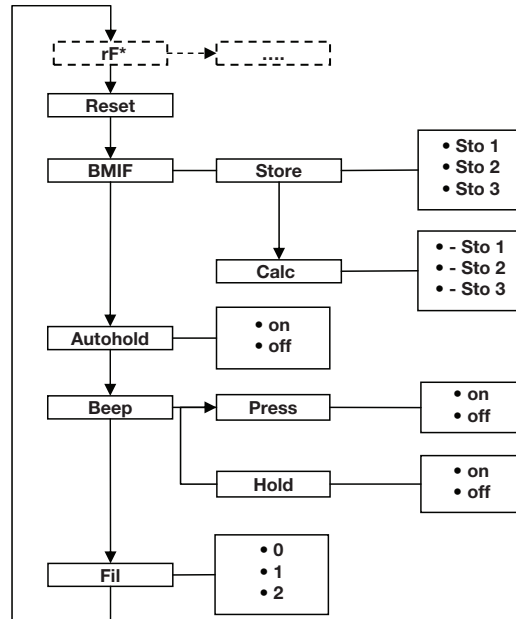 rF*
....
Reset
BMIF
Store
• Sto 1
• Sto 2
• Sto 3
Calc
• - Sto 1
• - Sto 2
• - Sto 3
Autohold
• on
• off
Beep
Press
• on
• off
Hold
• on
• off
Fil
• 0
• 1
• 2